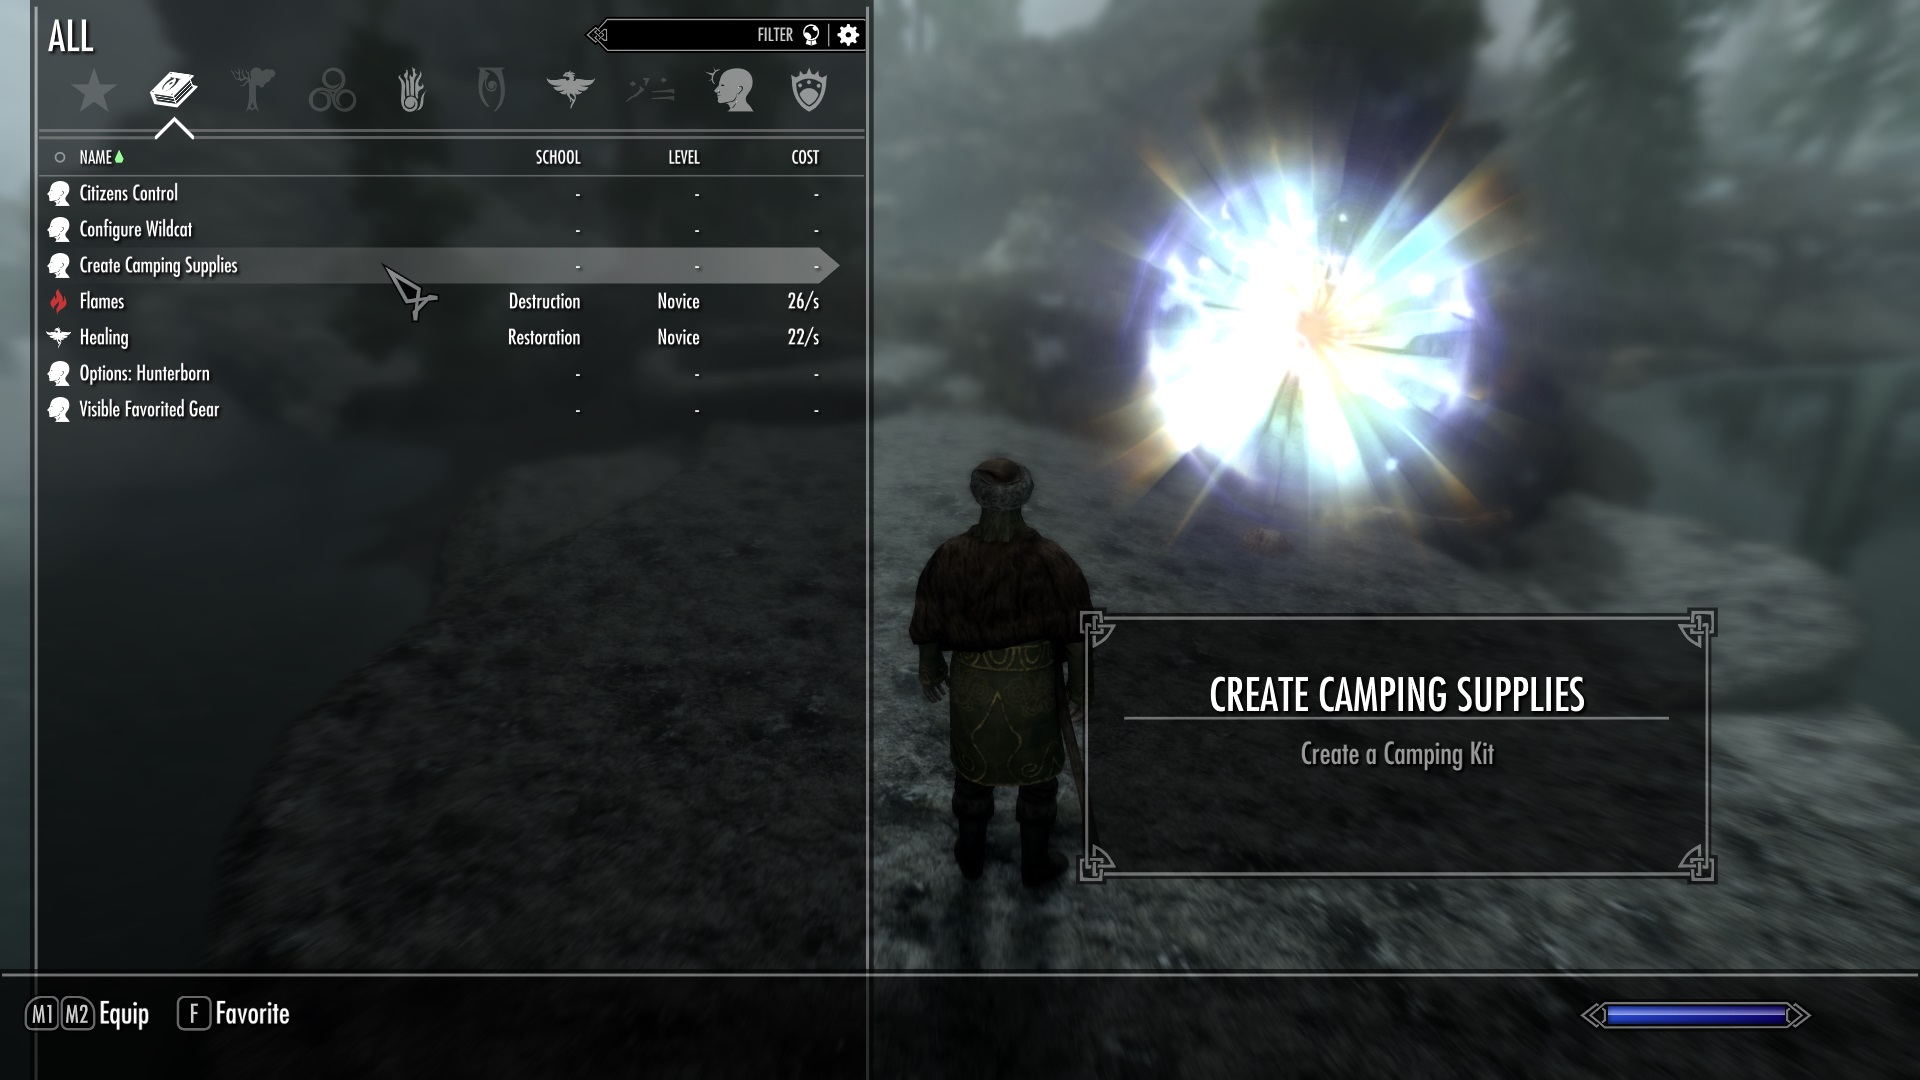 ALL
FILTER
NAME SCHOOL LEVEL COST
Citizens Control - - -
Configure Wildcat - - -
Create Camping Supplies - - -
Flames Destruction Novice 26/s
Healing Restoration Novice 22/s
Options: Hunterborn - - -
Visible Favorited Gear - - -
CREATE CAMPING SUPPLIES
Create a Camping Kit
M1 M2 Equip F Favorite